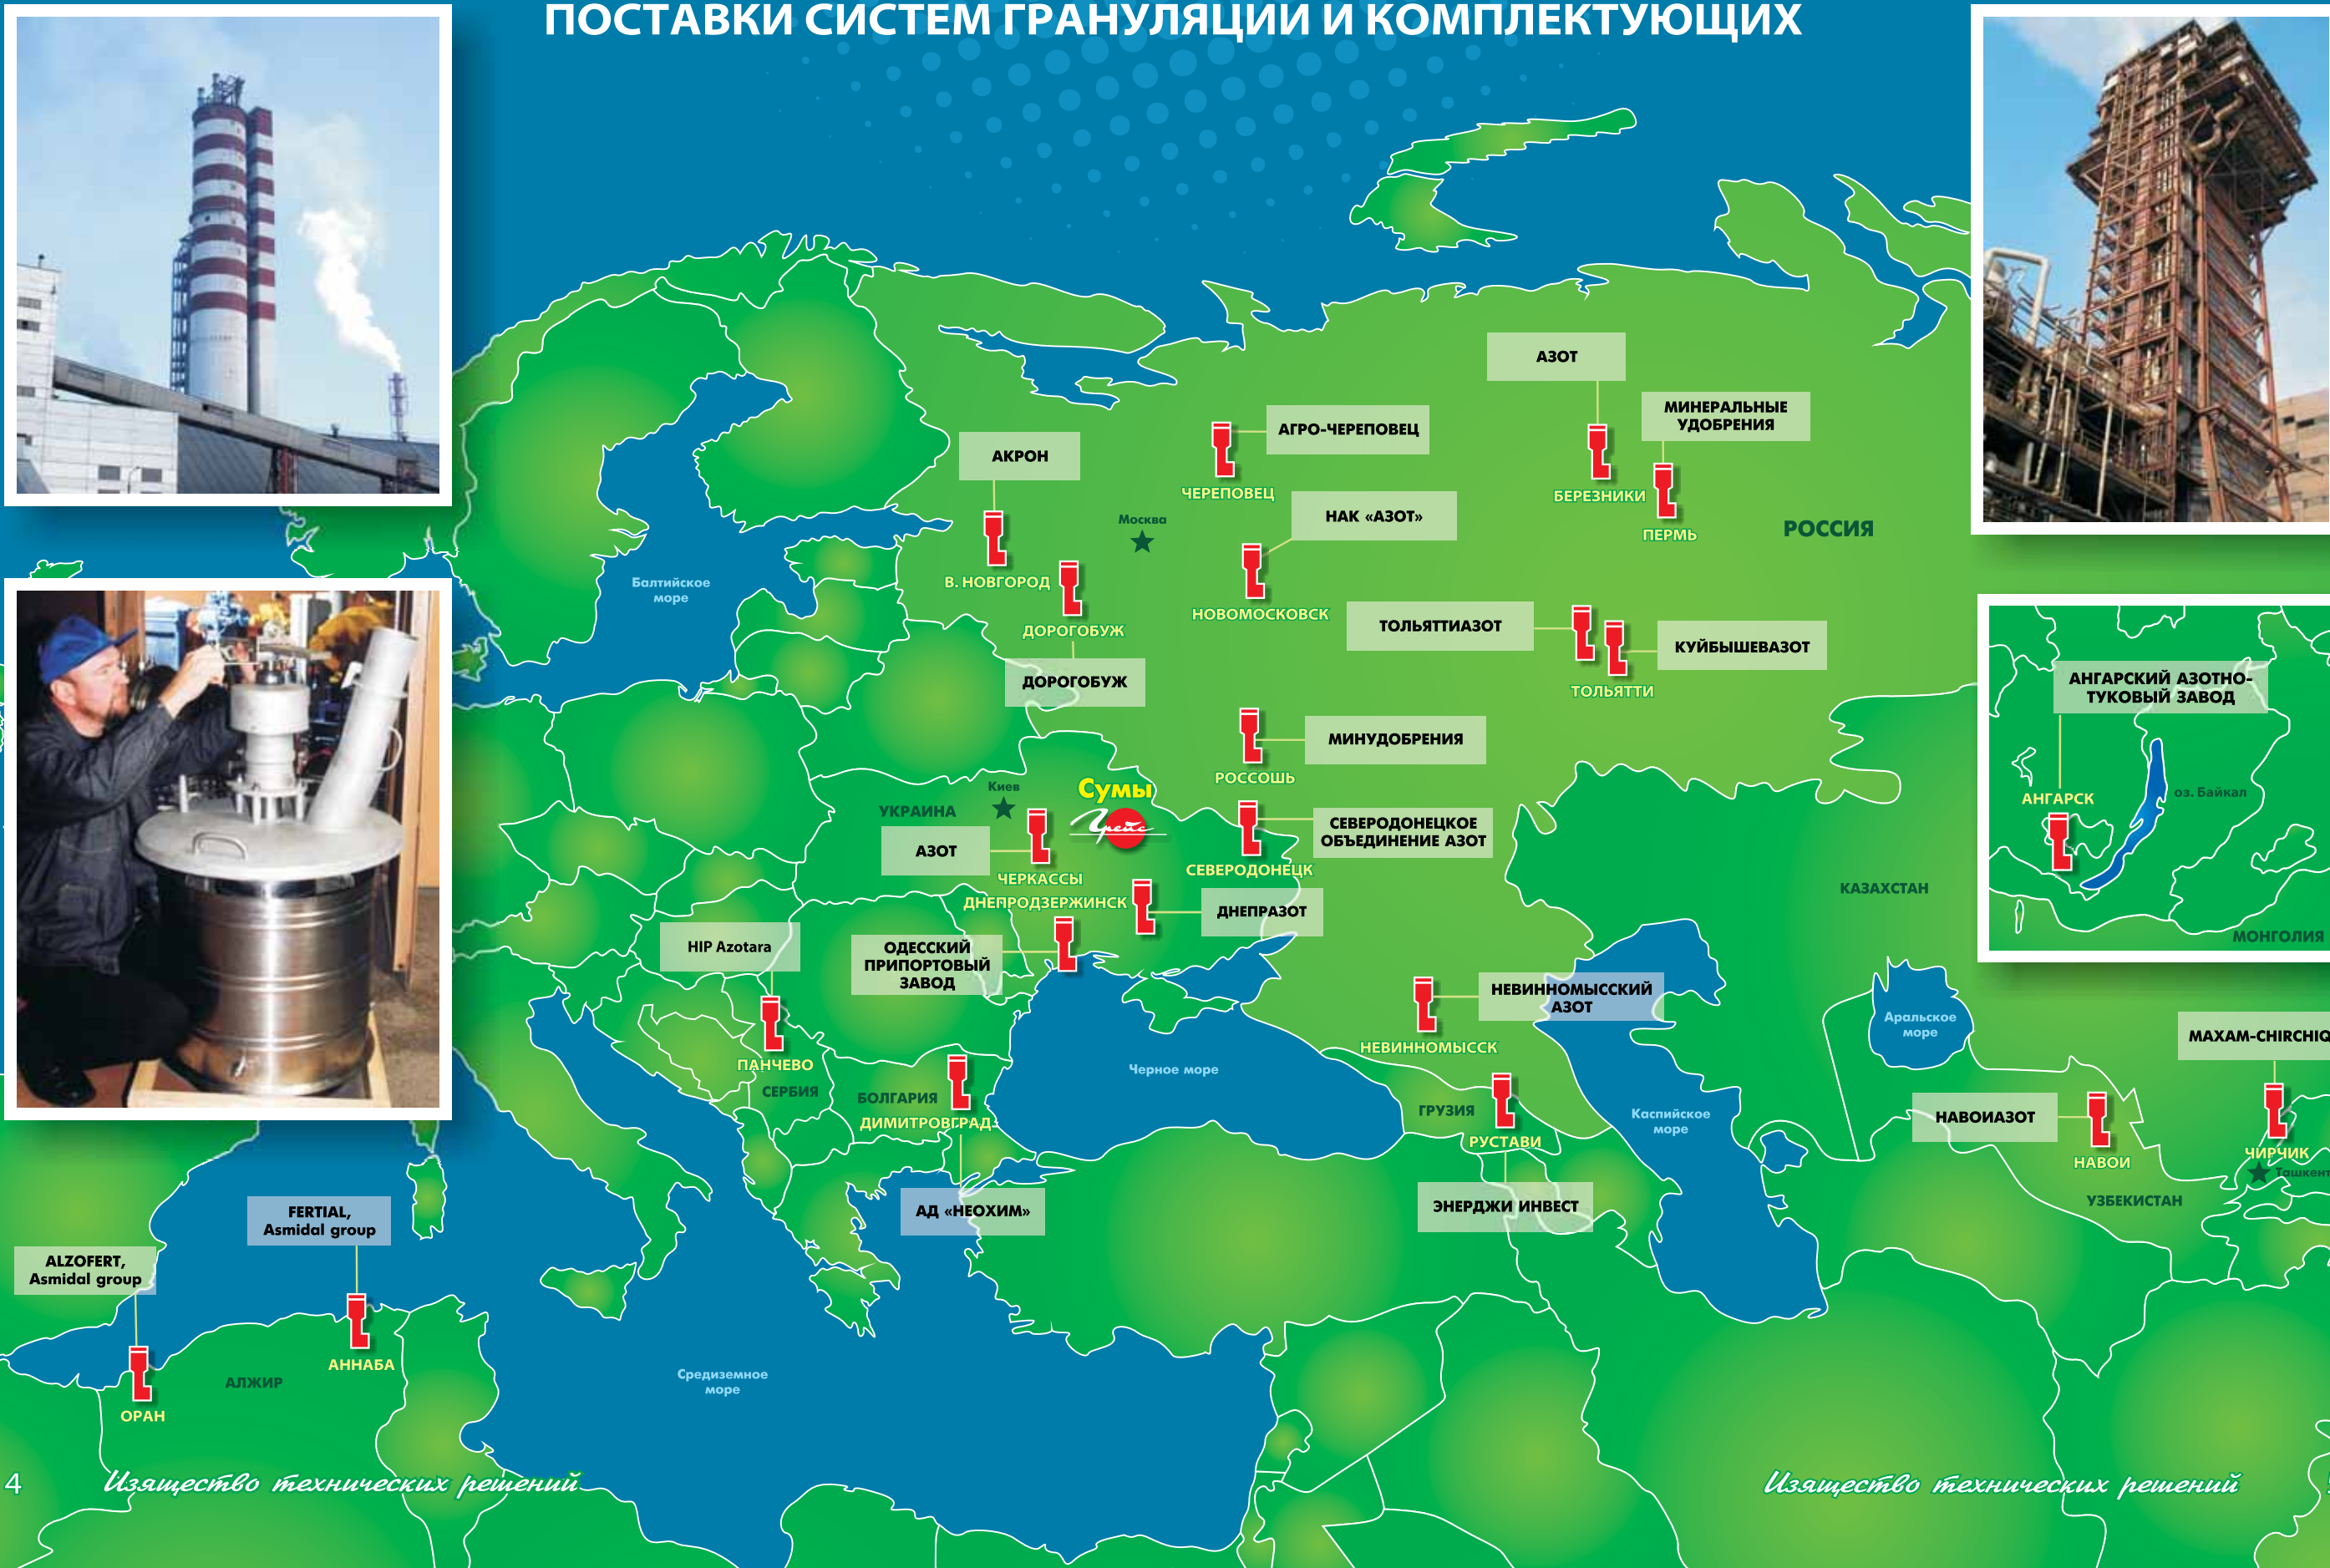 ПОСТАВКИ СИСТЕМ ГРАНУЛЯЦИИ И КОМПЛЕКТУЮЩИХ
АЗОТ
МИНЕРАЛЬНЫЕ
УДОБРЕНИЯ
АГРО-ЧЕРЕПОВЕЦ
АКРОН
ЧЕРЕПОВЕЦ
БЕРЕЗНИКИ
НАК «АЗОТ»
Москва
РОССИЯ
ПЕРМЬ
Балтийское
море
В. НОВГОРОД
НОВОМОСКОВСК
ДОРОГОБУЖ
ТОЛЬЯТТИАЗОТ
КУЙБЫШЕВАЗОТ
ДОРОГОБУЖ
ТОЛЬЯТТИ
АНГАРСКИЙ АЗОТНО-
ТУКОВЫЙ ЗАВОД
МИНУДОБРЕНИЯ
РОССОШЬ
Киев
Сумы
оз. Байкал
АНГАРСК
УКРАИНА
Грейс
СЕВЕРОДОНЕЦКОЕ
ОБЪЕДИНЕНИЕ АЗОТ
АЗОТ
СЕВЕРОДОНЕЦК
ЧЕРКАССЫ
КАЗАХСТАН
ДНЕПРОДЗЕРЖИНСК
ДНЕПРАЗОТ
МОНГОЛИЯ
HIP Azotara
ОДЕССКИЙ
ПРИПОРТОВЫЙ
ЗАВОД
НЕВИННОМЫССКИЙ
АЗОТ
Аральское
море
MAXAM-CHIRCHIQ
НЕВИННОМЫССК
ПАНЧЕВО
Черное море
СЕРБИЯ
БОЛГАРИЯ
ДИМИТРОВГРАД
ГРУЗИЯ
Каспийское
море
НАВОИАЗОТ
РУСТАВИ
ЧИРЧИК
НАВОИ
Ташкент
УЗБЕКИСТАН
FERTIAL,
Asmidal group
АД «НЕОХИМ»
ЭНЕРДЖИ ИНВЕСТ
ALZOFERT,
Asmidal group
АННАБА
АЛЖИР
Средиземное
море
ОРАН
4
Изящество технических решений
Изящество технических решений